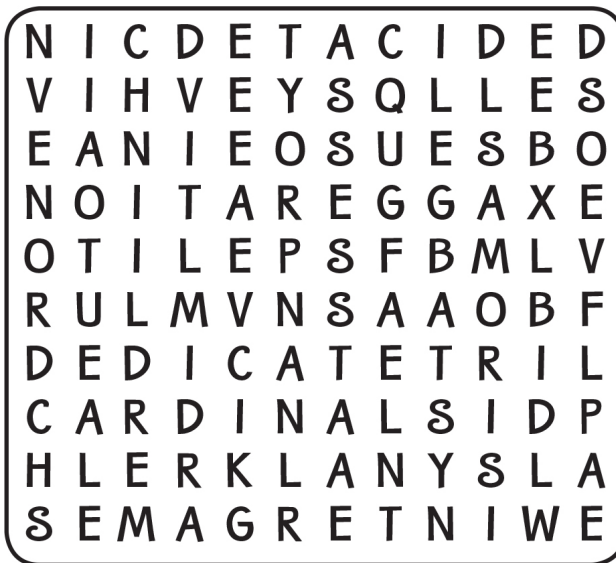 N I C D E T A C I D E D
V I H V E Y S Q L L E S
E A N I E O S U E S B O
N O I T A R E G G A X E
O T I L E P S F B M L V
R U L M V N S A A O B F
D E D I C A T E T R I L
C A R D I N A L S I D P
H L E R K L A N Y S L A
S E M A G R E T N I W E